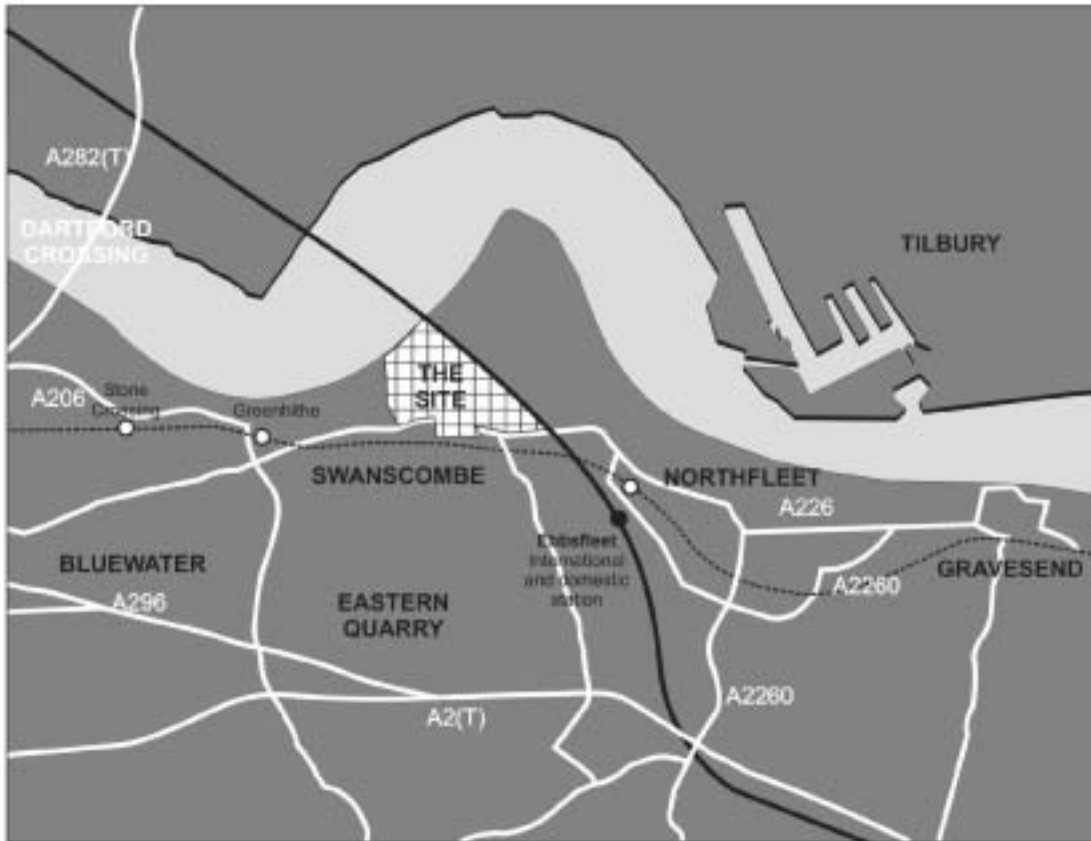 A282(T)
DARTFORD
CROSSING
TILBURY
THE
SITE
A206
Stone
Crossing
Greenhithe
SWANSCOMBE
NORTHFLEET
A226
Ebbsfleet
International
and domestic
station
BLUEWATER
GRAVESEND
A296
A2260
EASTERN
QUARRY
A2260
A2(T)